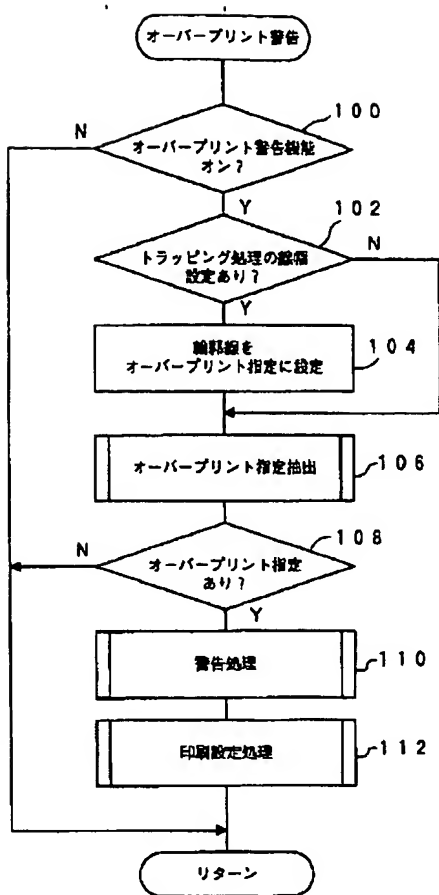 オーバープリント警告
100
N
オーバープリント警告機能
オン?
Y
102
N
トラッピング処理の線幅
設定あり?
Y
輪郭線を
オーバープリント指定に設定
104
オーバープリント指定抽出
106
N
108
オーバープリント指定
あり?
Y
警告処理
110
印刷設定処理
112
リターン